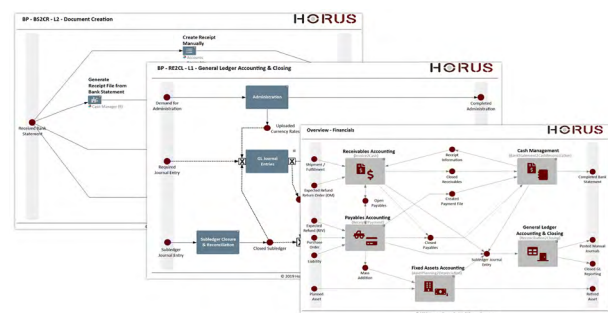 BP - BS2CR - L2 - Document Creation
HORUS
Create Receipt
Manually
Generate
Receipt File from
Bank Statement
Received Bank
Statement
BP - RE2CL - L1 - General Ledger Accounting & Closing
HORUS
Demand for
Administration
Administration
Completed
Administration
Uploaded
Currency Rates
Required
Journal Entry
GL Journal
Entries
Subledger
Journal Entry
Subledger Closure
& Reconciliation
Closed Subledger
Overview - Financials
HORUS
Shipment /
Fulfillment
Receivables Accounting
Receipt
Information
Cash Management
Closed
Receivables
Expected Refund
Return Order (OM)
Created
Payment File
Completed Bank
Statement
Open
Payables
Expected
Refund (INV)
Payables Accounting
General Ledger
Accounting & Closing
Purchase
Order
Closed
Payables
Posted Manual
Journals
Liability
Subledger Journal
Entry
Closed GL
Reporting
Mass
Addition
Fixed Assets Accounting
Planned
Asset
Retired
Asset